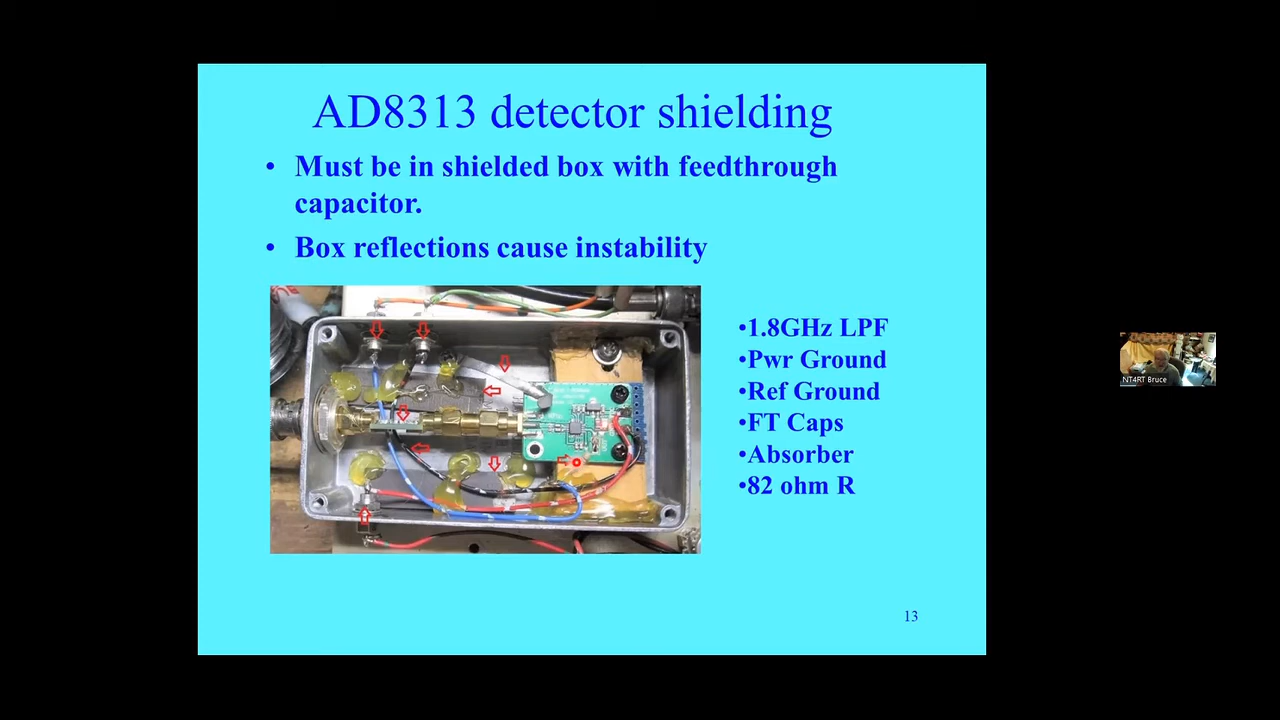 AD8313 detector shielding
• Must be in shielded box with feedthrough
capacitor.
• Box reflections cause instability
•1.8GHz LPF
•Pwr Ground
•Ref Ground
•FT Caps
•Absorber
•82 ohm R
13
NT4RT Bruce